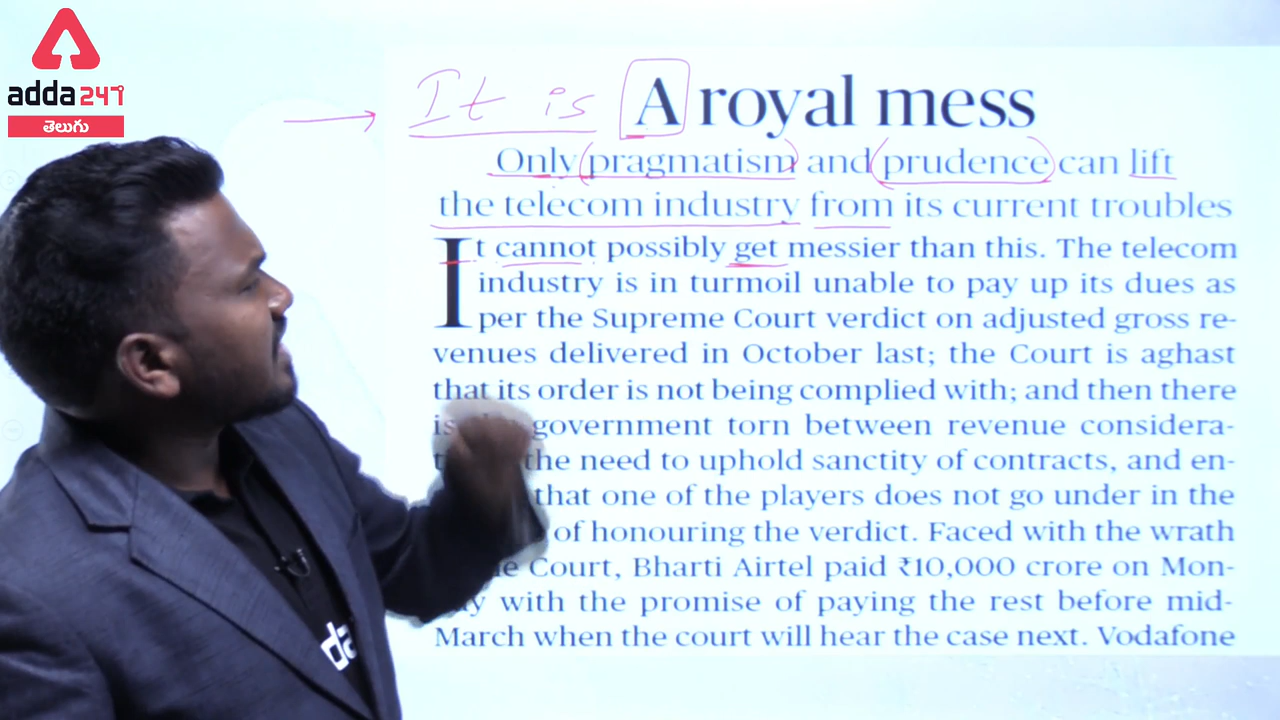 adda247
తెలుగు
It is A royal mess
Only pragmatism and prudence can lift
the telecom industry from its current troubles
It cannot possibly get messier than this. The telecom
industry is in turmoil unable to pay up its dues as
per the Supreme Court verdict on adjusted gross re-
venues delivered in October last; the Court is aghast
that its order is not being complied with; and then there
is government torn between revenue considera-
the need to uphold sanctity of contracts, and en-
that one of the players does not go under in the
of honouring the verdict. Faced with the wrath
Court, Bharti Airtel paid ₹10,000 crore on Mon-
with the promise of paying the rest before mid-
March when the court will hear the case next. Vodafone
da